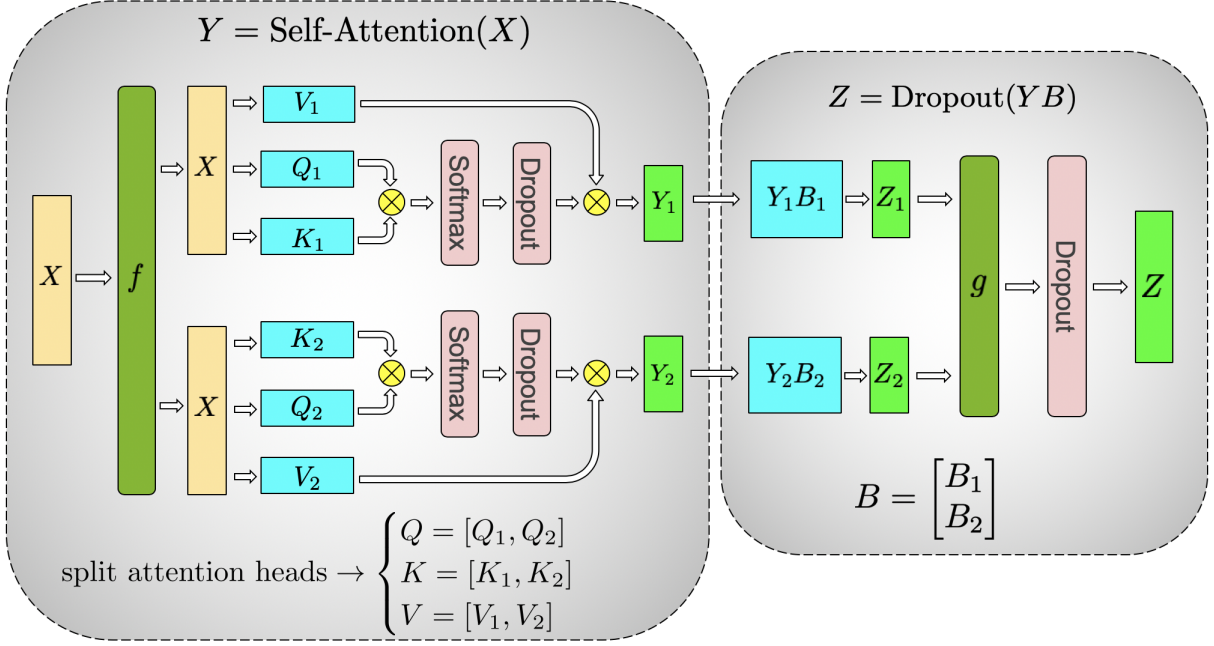 Y = Self-Attention(X)
X
f
X
V₁
Q₁
K₁
Softmax
Dropout
Y₁
X
K₂
Q₂
V₂
Softmax
Dropout
Y₂
split attention heads → { Q = [Q₁, Q₂]
K = [K₁, K₂]
V = [V₁, V₂]
Z = Dropout(YB)
Y₁B₁
Z₁
Y₂B₂
Z₂
g
Dropout
Z
B = [B₁
B₂]